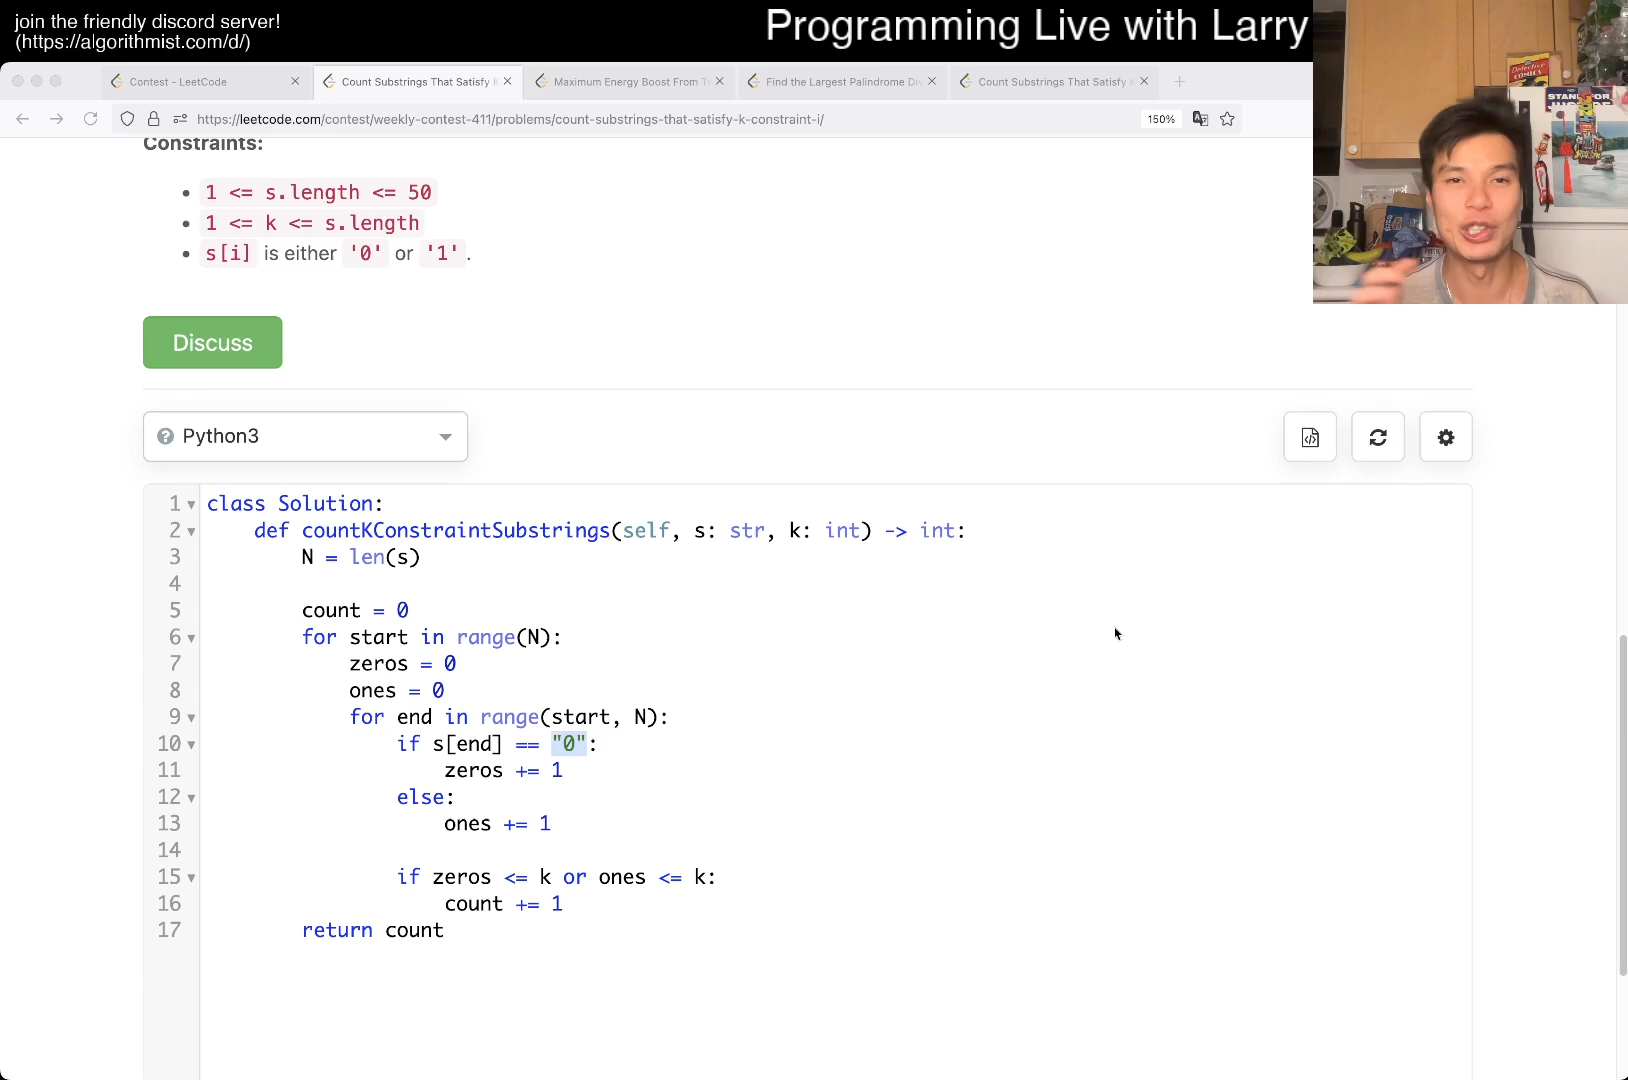 join the friendly discord server!
(https://algorithmist.com/d/)
Programming Live with Larry
Contest - LeetCode
Count Substrings That Satisfy K
Maximum Energy Boost From T
Find the Largest Palindrome Div
Count Substrings That Satisfy K
https://leetcode.com/contest/weekly-contest-411/problems/count-substrings-that-satisfy-k-constraint-i/
150%
Constraints:
1 <= s.length <= 50
1 <= k <= s.length
s[i] is either '0' or '1'.
Discuss
Python3
1 class Solution:
2 def countKConstraintSubstrings(self, s: str, k: int) -> int:
3 N = len(s)
4
5 count = 0
6 for start in range(N):
7 zeros = 0
8 ones = 0
9 for end in range(start, N):
10 if s[end] == "0":
11 zeros += 1
12 else:
13 ones += 1
14
15 if zeros <= k or ones <= k:
16 count += 1
17 return count